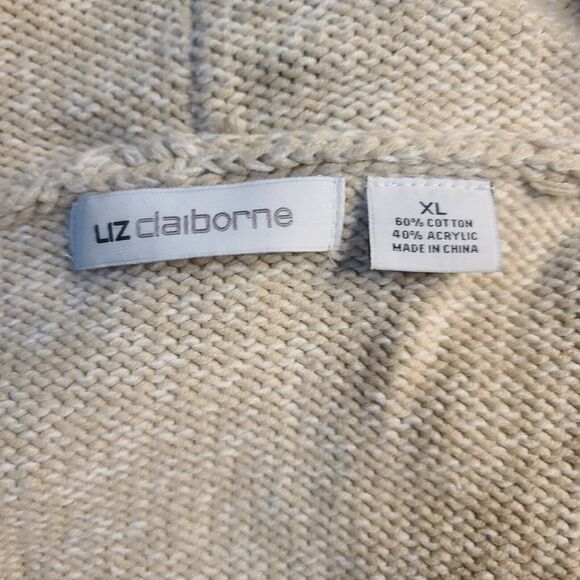 LIZ claiborne
XL
60% COTTON
40% ACRYLIC
MADE IN CHINA